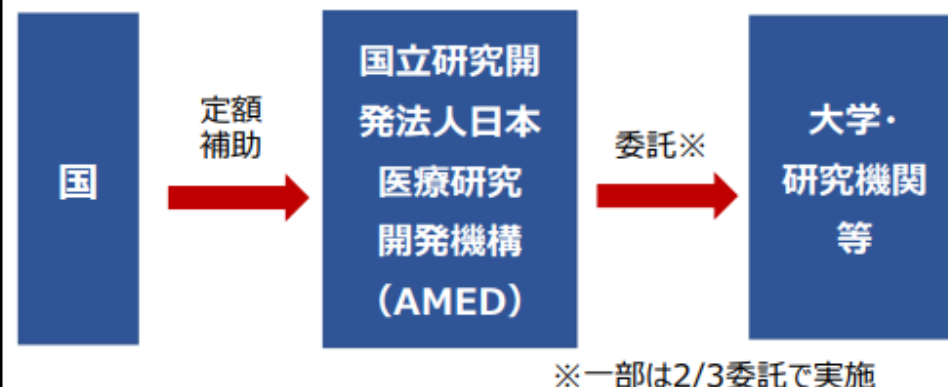 国
定額
補助
国立研究開
発法人日本
医療研究
開発機構
（AMED）
委託※
大学・
研究機関
等
※一部は2/3委託で実施